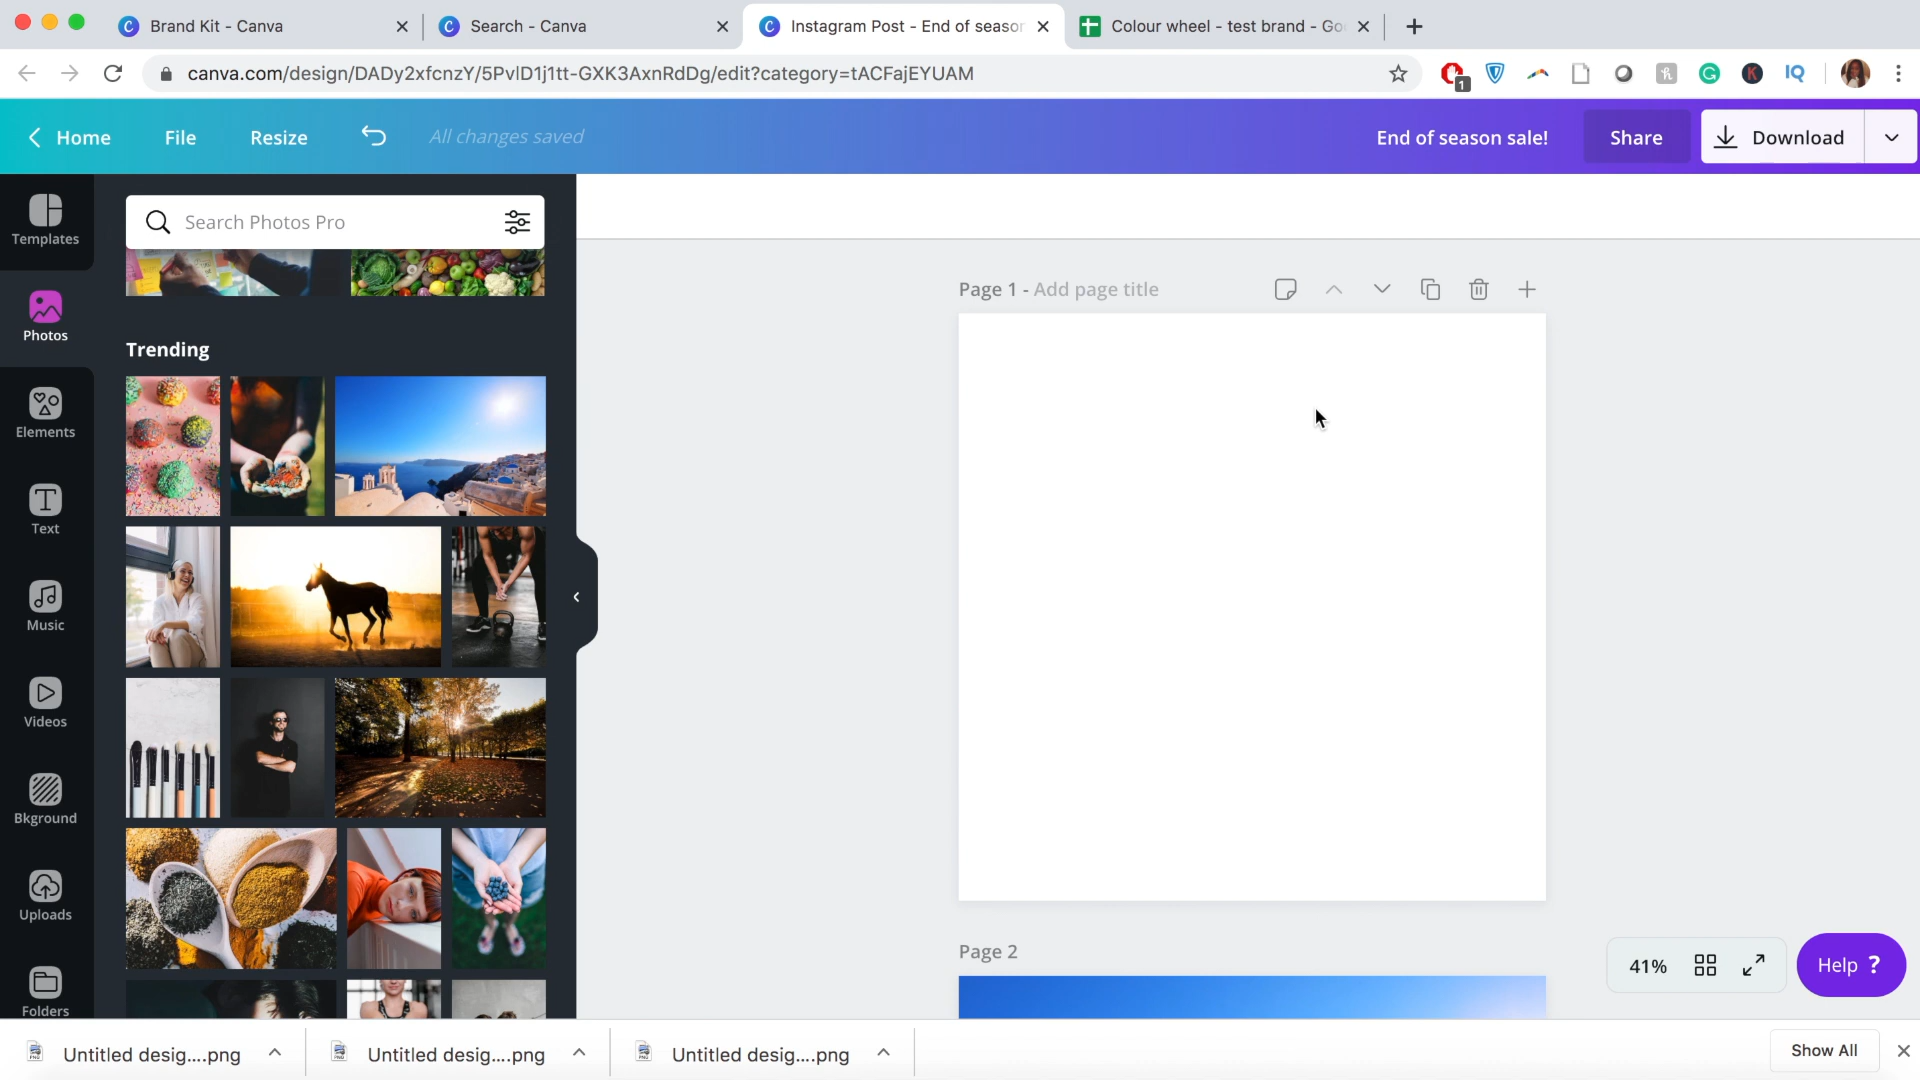 Brand Kit - Canva
Search - Canva
Instagram Post - End of season
Colour wheel - test brand - Go
canva.com/design/DADy2xfcnzY/5PvlD1j1tt-GXK3AxnRdDg/edit?category=tACFajEYUAM
1
IQ
Home
File
Resize
All changes saved
End of season sale!
Share
Download
Templates
Photos
Elements
Text
Music
Videos
Bkground
Uploads
Folders
Search Photos Pro
Trending
Page 1 - Add page title
Page 2
41%
Help ?
Untitled desig....png
Untitled desig....png
Untitled desig....png
Show All